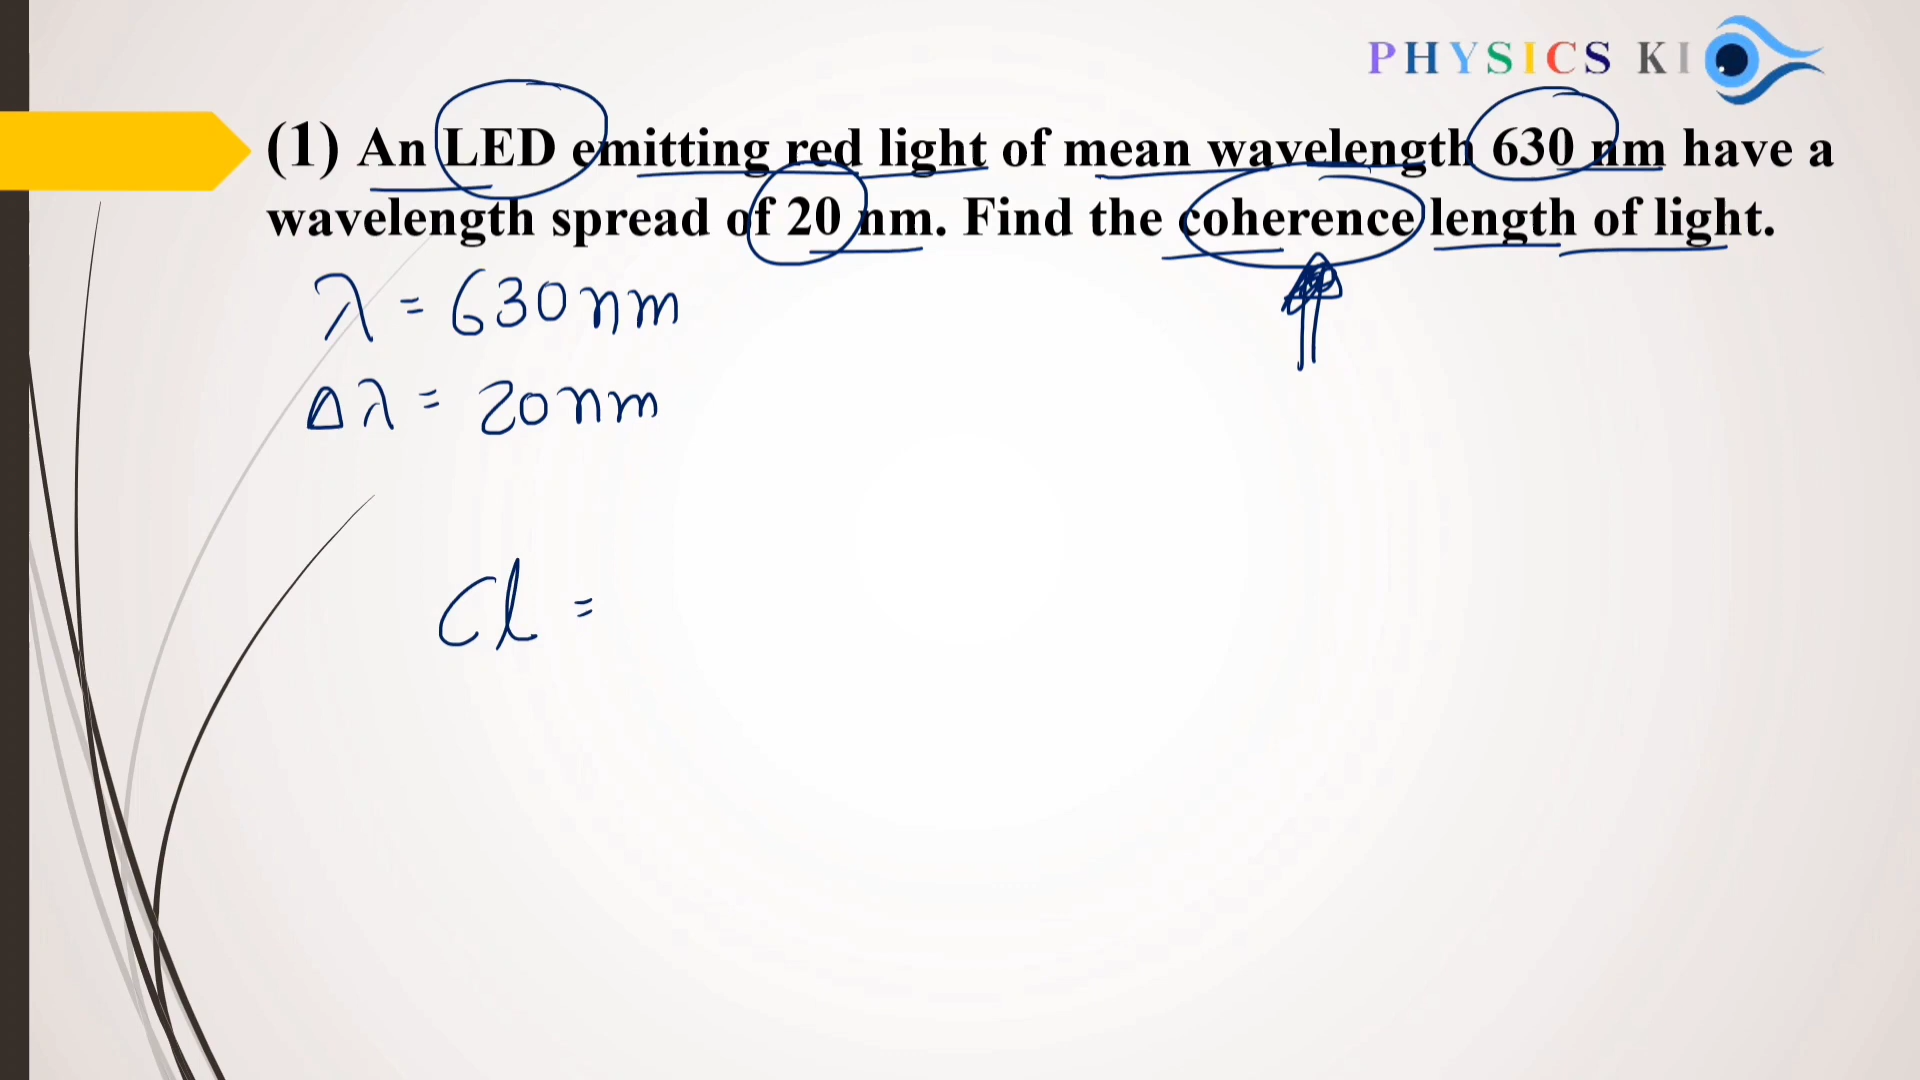 PHYSICS KI
(1) An LED emitting red light of mean wavelength 630 nm have a
wavelength spread of 20 nm. Find the coherence length of light.
λ = 630 nm
Δλ = 20 nm
Cl =